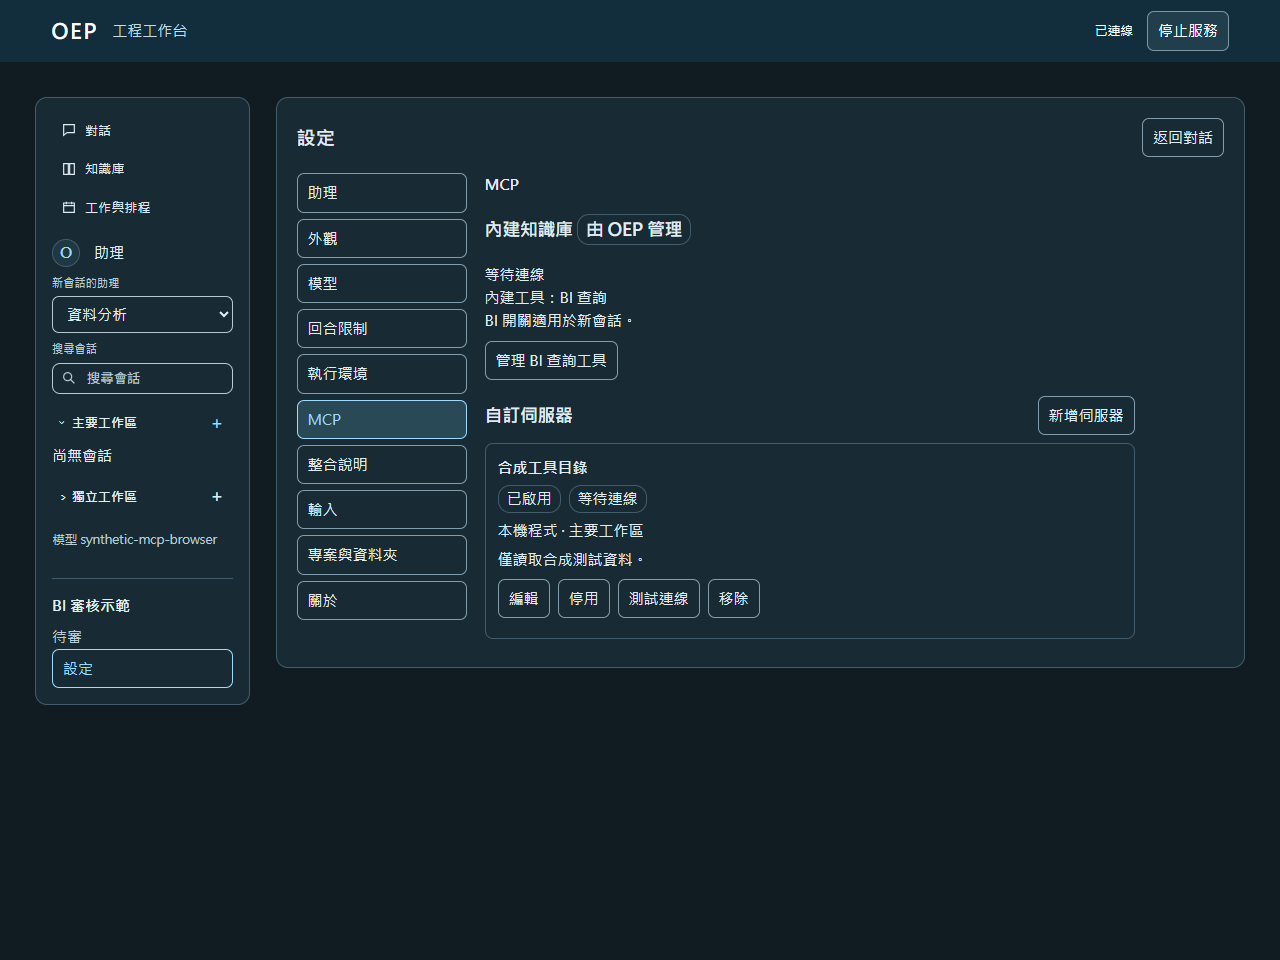 OEP 工程工作台
已連線
停止服務
對話
知識庫
工作與排程
O 助理
新會話的助理
資料分析
搜尋會話
搜尋會話
主要工作區 +
尚無會話
獨立工作區 +
模型 synthetic-mcp-browser
BI 審核示範
待審
設定
設定
返回對話
助理
外觀
模型
回合限制
執行環境
MCP
整合說明
輸入
專案與資料夾
關於
MCP
內建知識庫 由 OEP 管理
等待連線
內建工具：BI 查詢
BI 開關適用於新會話。
管理 BI 查詢工具
自訂伺服器
新增伺服器
合成工具目錄
已啟用 等待連線
本機程式 · 主要工作區
僅讀取合成測試資料。
編輯 停用 測試連線 移除